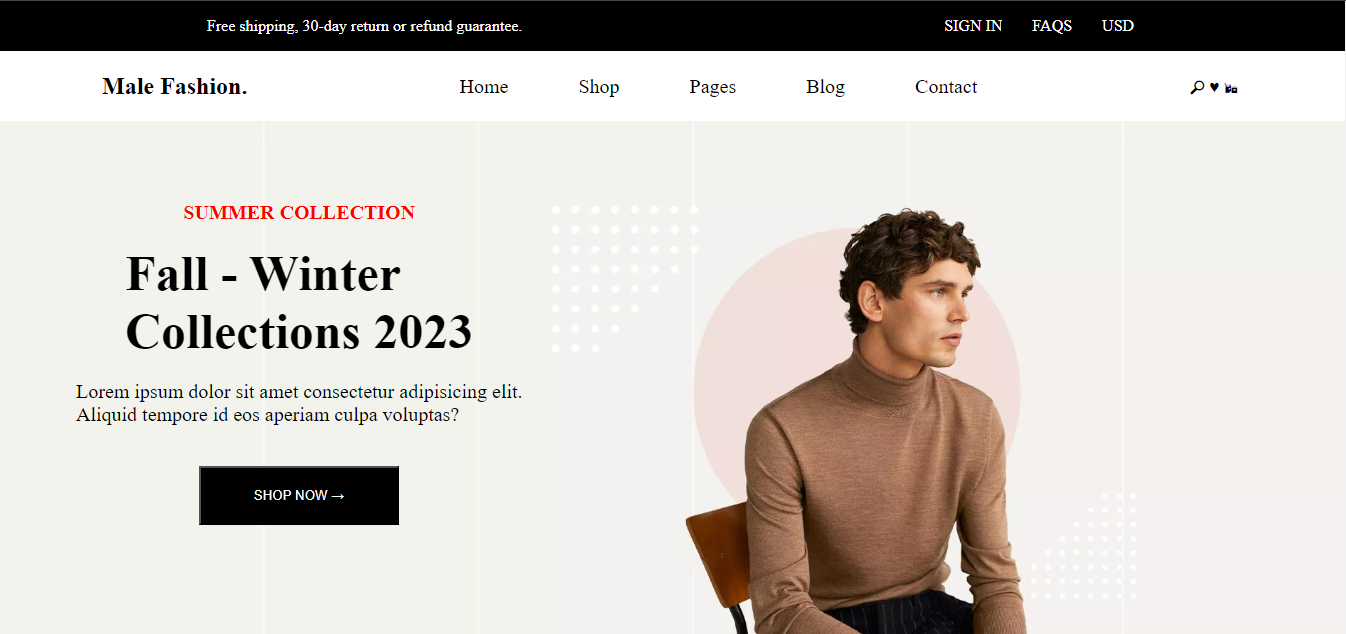 Free shipping, 30-day return or refund guarantee.
SIGN IN FAQS USD
Male Fashion.
Home Shop Pages Blog Contact
SUMMER COLLECTION
Fall - Winter
Collections 2023
Lorem ipsum dolor sit amet consectetur adipisicing elit.
Aliquid tempore id eos aperiam culpa voluptas?
SHOP NOW →